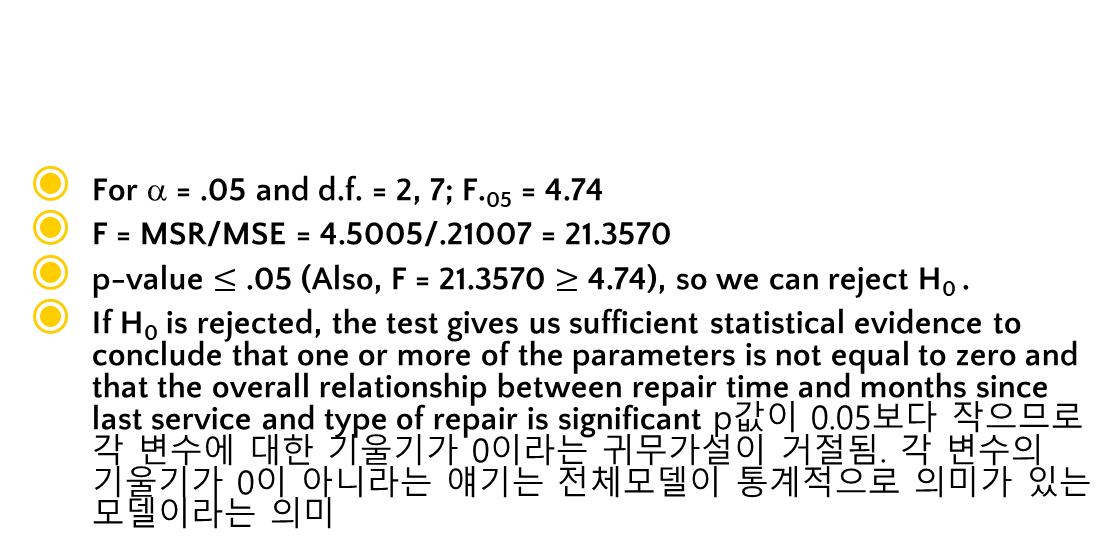 For α = .05 and d.f. = 2, 7; F.₀₅ = 4.74
F = MSR/MSE = 4.5005/.21007 = 21.3570
p-value ≤ .05 (Also, F = 21.3570 ≥ 4.74), so we can reject H₀ .
If H₀ is rejected, the test gives us sufficient statistical evidence to
conclude that one or more of the parameters is not equal to zero and
that the overall relationship between repair time and months since
last service and type of repair is significant p값이 0.05보다 작으므로
각 변수에 대한 기울기가 0이라는 귀무가설이 거절됨. 각 변수의
기울기가 0이 아니라는 얘기는 전체모델이 통계적으로 의미가 있는
모델이라는 의미